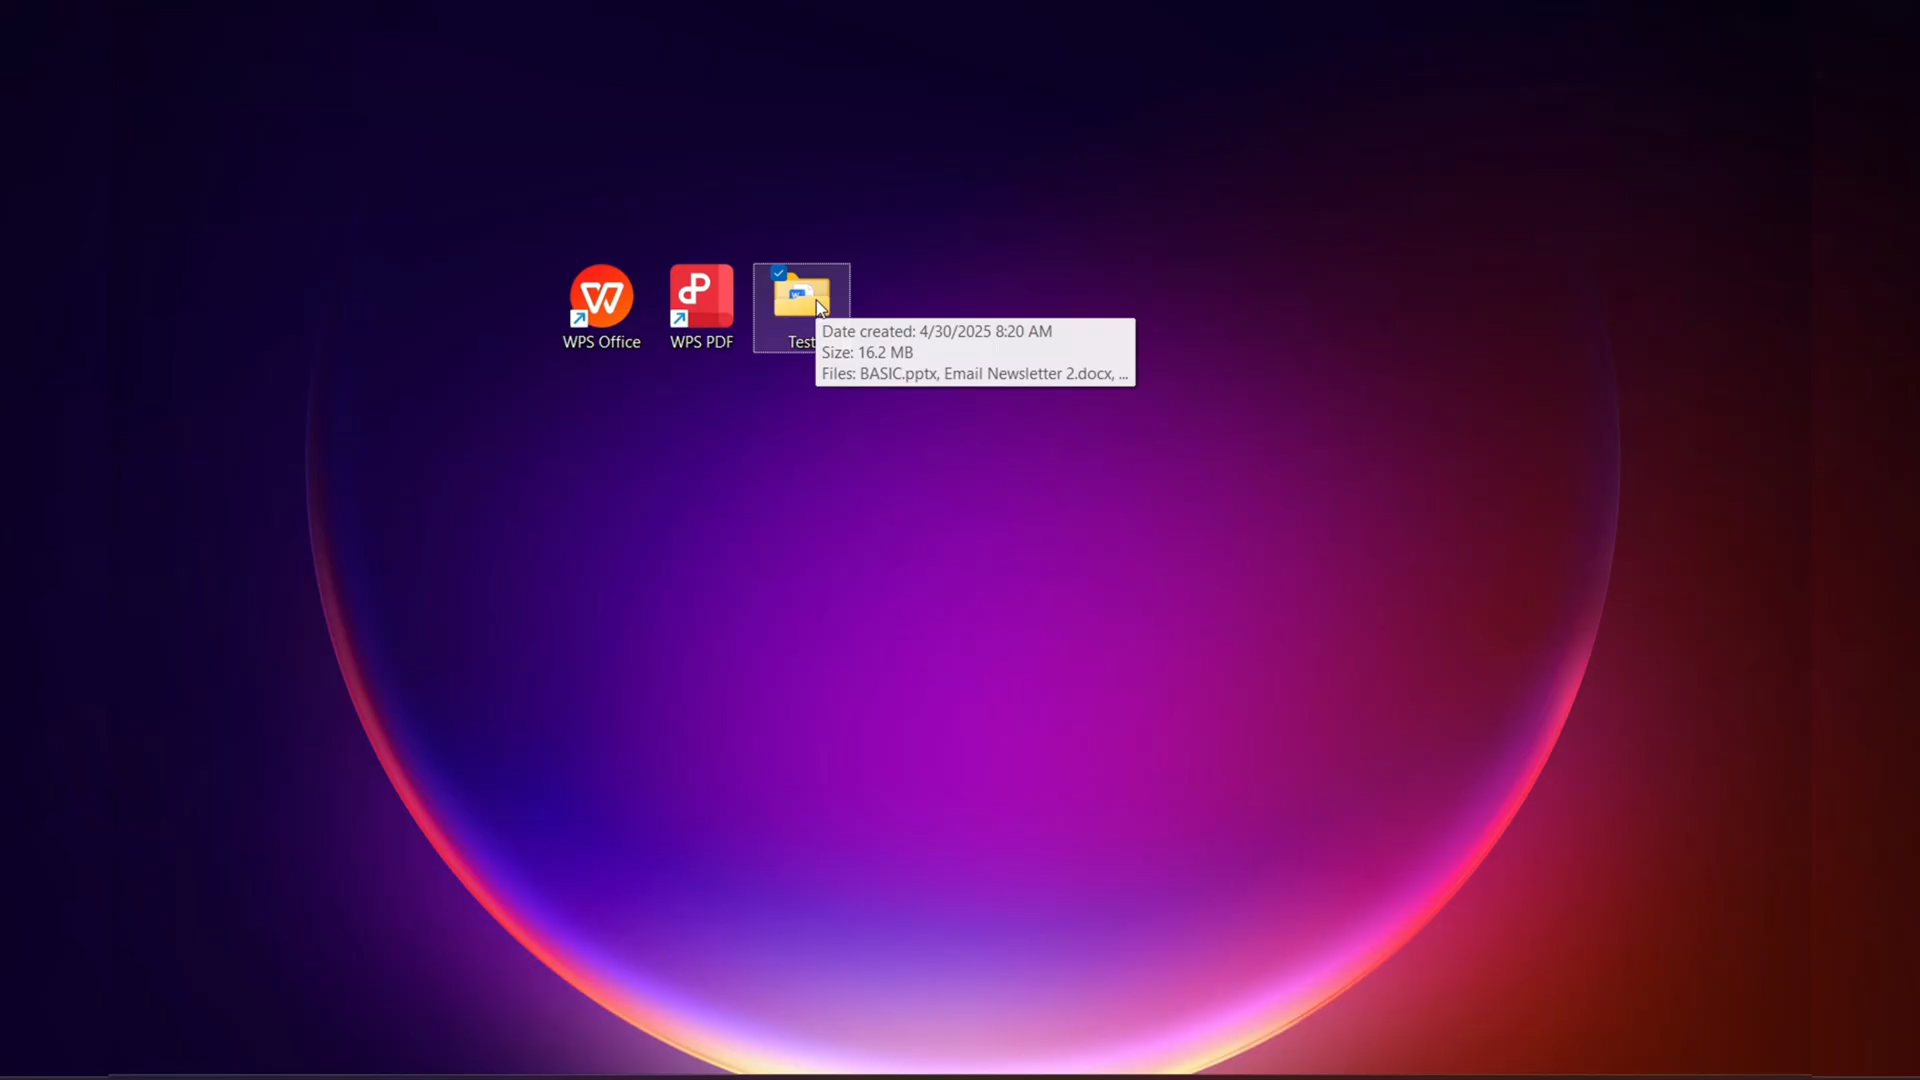 WPS Office
WPS PDF
Test
Date created: 4/30/2025 8:20 AM
Size: 16.2 MB
Files: BASIC.pptx, Email Newsletter 2.docx, ...